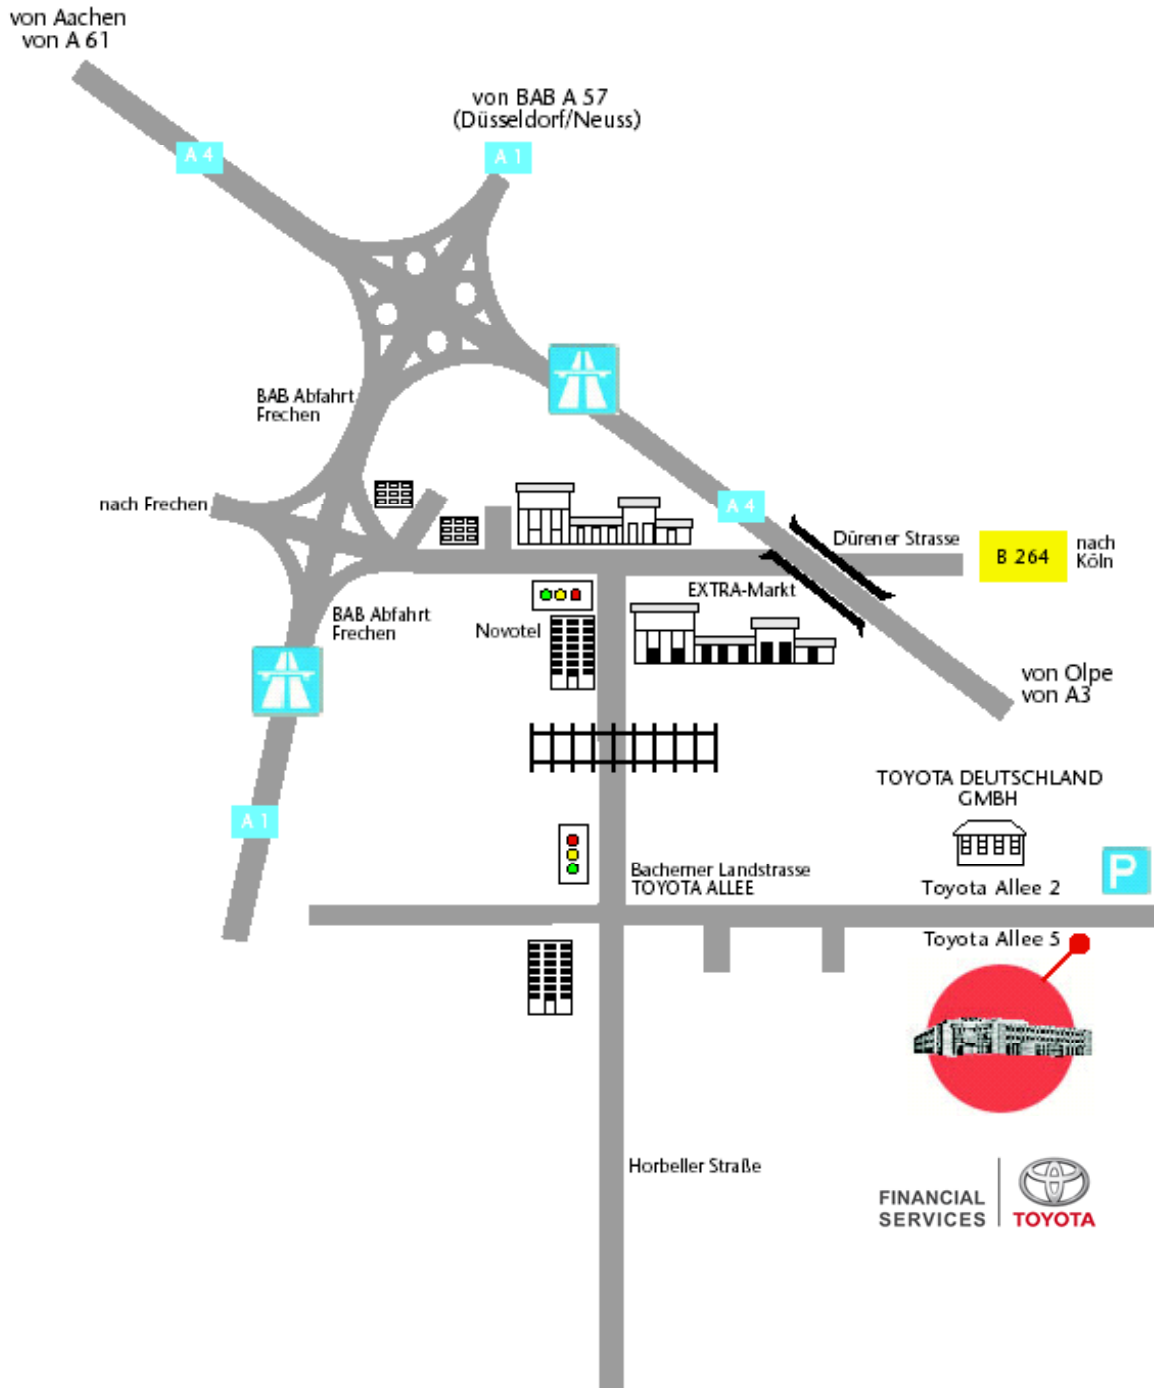 von Aachen
von A 61
von BAB A 57
(Düsseldorf/Neuss)
A 4
A 1
BAB Abfahrt
Frechen
nach Frechen
A 4
Dürener Strasse
B 264
nach
Köln
EXTRA-Markt
BAB Abfahrt
Frechen
Novotel
von Olpe
von A3
TOYOTA DEUTSCHLAND
GMBH
A 1
Bachemer Landstrasse
TOYOTA ALLEE
P
Toyota Allee 2
Toyota Allee 5
Horbeller Straße
FINANCIAL
SERVICES
TOYOTA